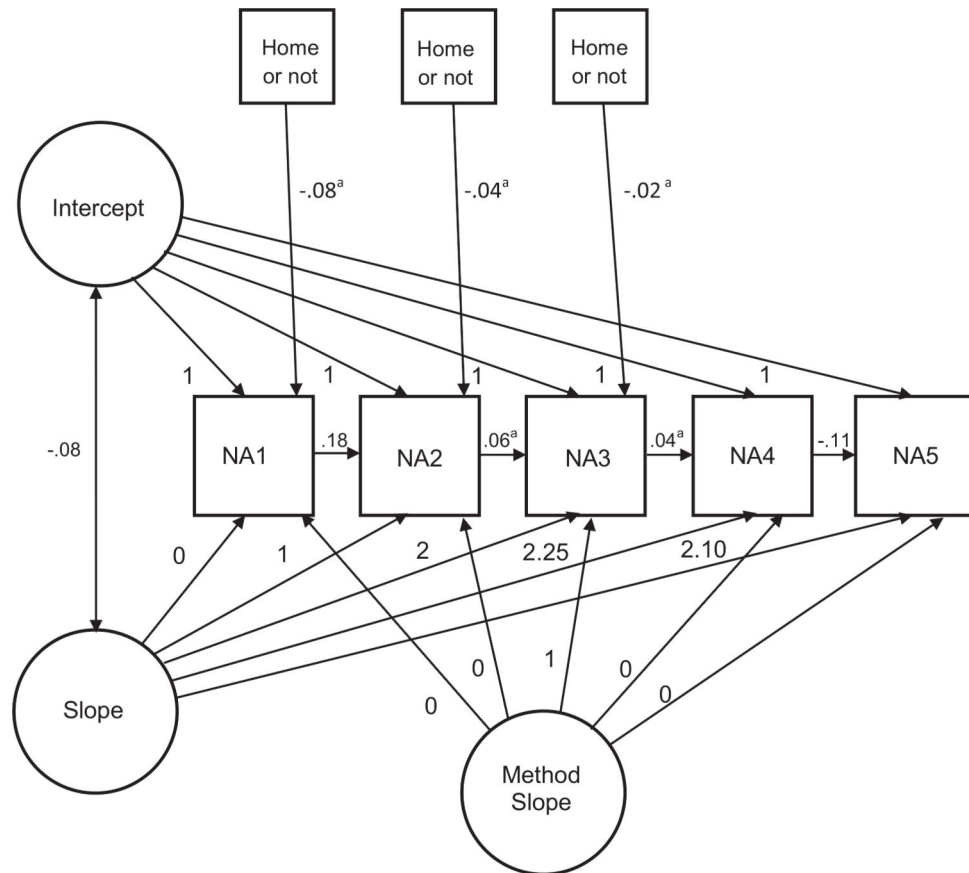 Home
or not
Home
or not
Home
or not
-.08ᵃ
-.04ᵃ
-.02ᵃ
Intercept
1
1
1
1
1
-.08
NA1
.18
NA2
.06ᵃ
NA3
.04ᵃ
NA4
-.11
NA5
0
1
2
2.25
2.10
Slope
0
0
1
0
0
Method
Slope